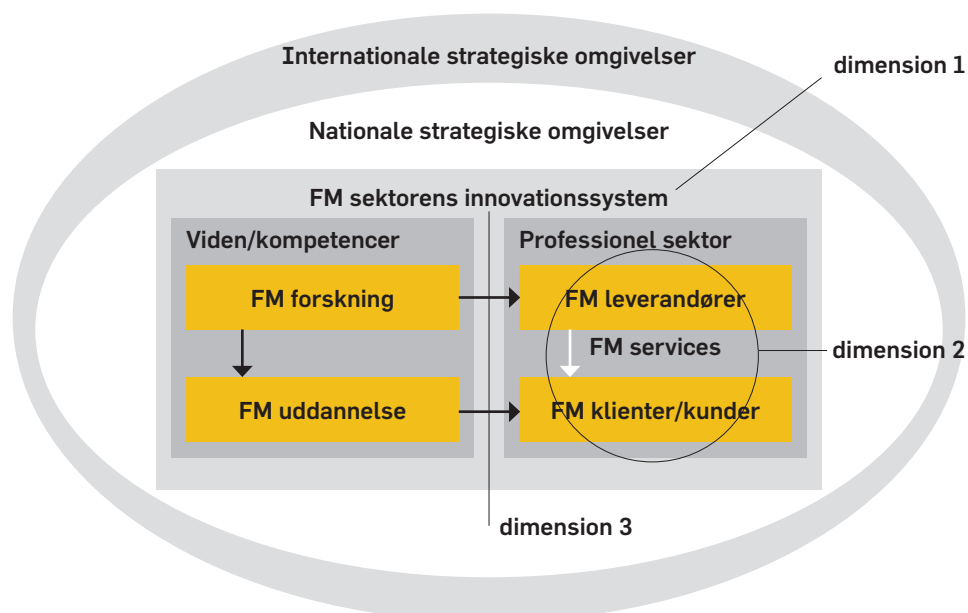 Internationale strategiske omgivelser
dimension 1
Nationale strategiske omgivelser
FM sektorens innovationssystem
Viden/kompetencer
Professionel sektor
FM forskning
FM leverandører
FM services
dimension 2
FM uddannelse
FM klienter/kunder
dimension 3